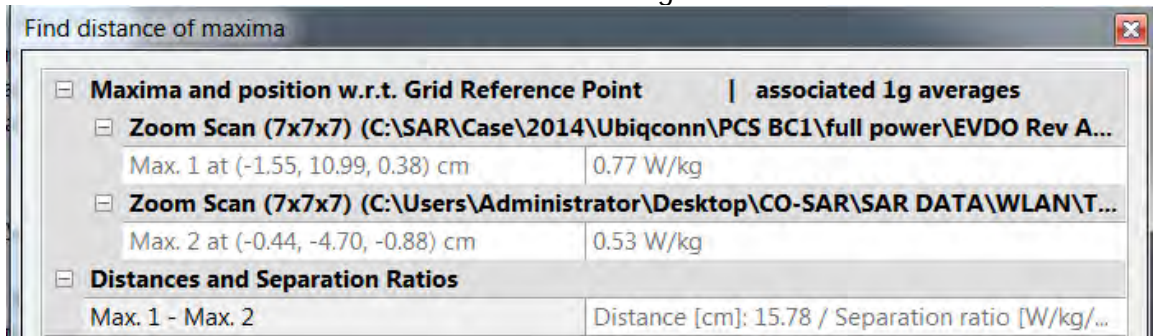 Find distance of maxima
Maxima and position w.r.t. Grid Reference Point | associated 1g averages
Zoom Scan (7x7x7) (C:\SAR\Case\2014\Ubiqconn\PCS BC1\full power\EVDO Rev A...
Max. 1 at (-1.55, 10.99, 0.38) cm 0.77 W/kg
Zoom Scan (7x7x7) (C:\Users\Administrator\Desktop\CO-SAR\SAR DATA\WLAN\T...
Max. 2 at (-0.44, -4.70, -0.88) cm 0.53 W/kg
Distances and Separation Ratios
Max. 1 - Max. 2 Distance [cm]: 15.78 / Separation ratio [W/kg/...